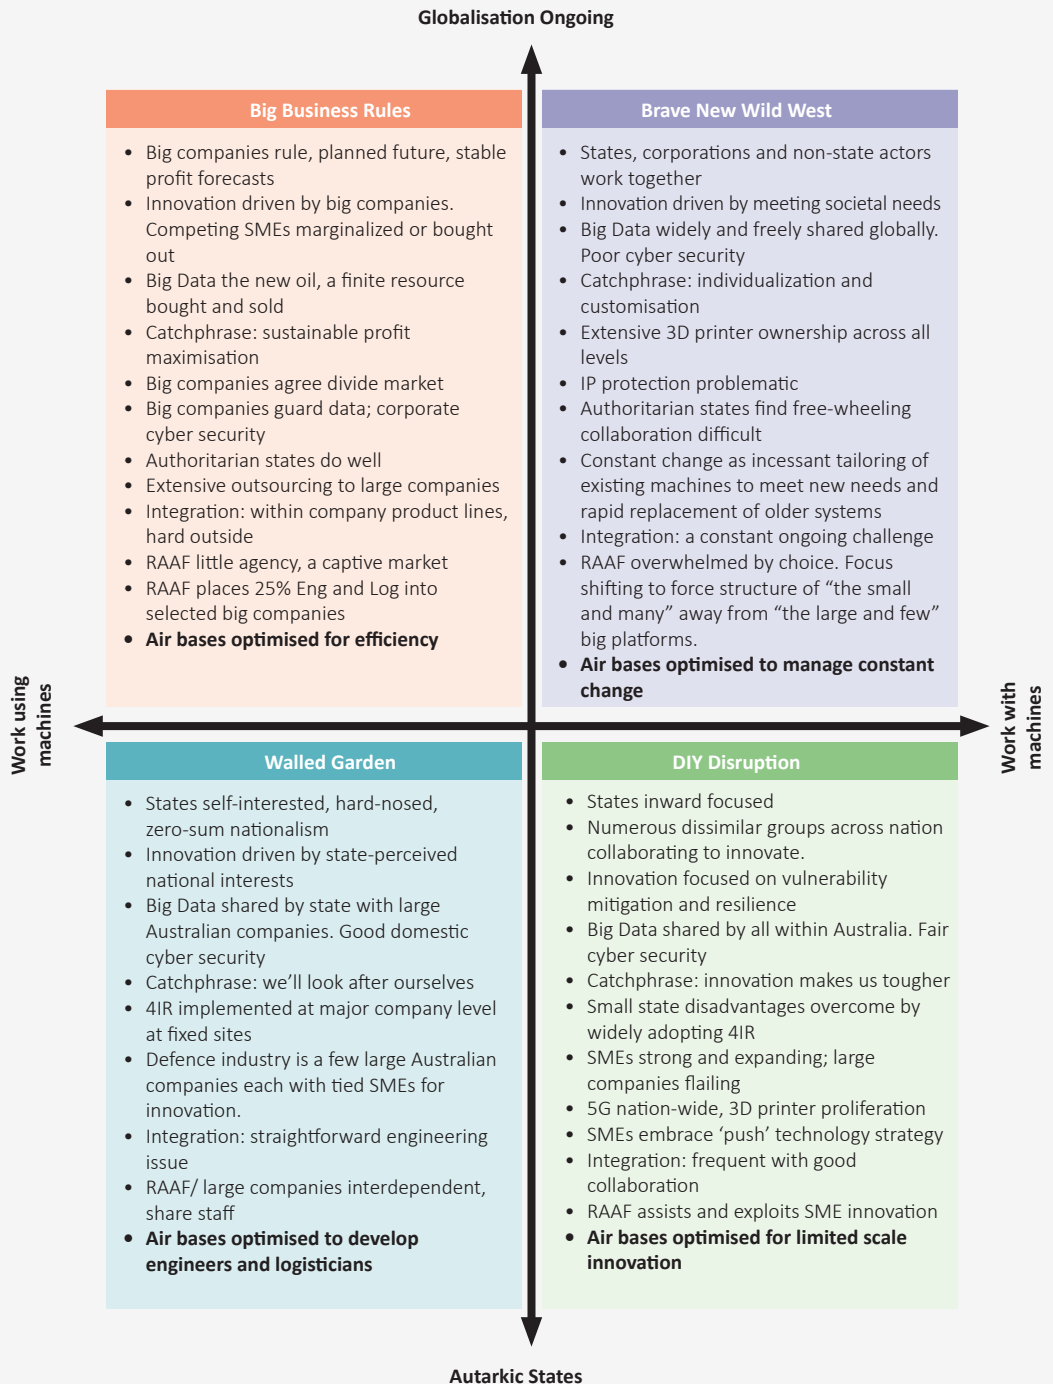 Globalisation Ongoing
Big Business Rules
• Big companies rule, planned future, stable
profit forecasts
• Innovation driven by big companies.
Competing SMEs marginalized or bought
out
• Big Data the new oil, a finite resource
bought and sold
• Catchphrase: sustainable profit
maximisation
• Big companies agree divide market
• Big companies guard data; corporate
cyber security
• Authoritarian states do well
• Extensive outsourcing to large companies
• Integration: within company product lines,
hard outside
• RAAF little agency, a captive market
• RAAF places 25% Eng and Log into
selected big companies
• Air bases optimised for efficiency
Brave New Wild West
• States, corporations and non-state actors
work together
• Innovation driven by meeting societal needs
• Big Data widely and freely shared globally.
Poor cyber security
• Catchphrase: individualization and
customisation
• Extensive 3D printer ownership across all
levels
• IP protection problematic
• Authoritarian states find free-wheeling
collaboration difficult
• Constant change as incessant tailoring of
existing machines to meet new needs and
rapid replacement of older systems
• Integration: a constant ongoing challenge
• RAAF overwhelmed by choice. Focus
shifting to force structure of “the small
and many” away from “the large and few”
big platforms.
• Air bases optimised to manage constant
change
Work using
machines
Work with
machines
Walled Garden
• States self-interested, hard-nosed,
zero-sum nationalism
• Innovation driven by state-perceived
national interests
• Big Data shared by state with large
Australian companies. Good domestic
cyber security
• Catchphrase: we’ll look after ourselves
• 4IR implemented at major company level
at fixed sites
• Defence industry is a few large Australian
companies each with tied SMEs for
innovation.
• Integration: straightforward engineering
issue
• RAAF/ large companies interdependent,
share staff
• Air bases optimised to develop
engineers and logisticians
DIY Disruption
• States inward focused
• Numerous dissimilar groups across nation
collaborating to innovate.
• Innovation focused on vulnerability
mitigation and resilience
• Big Data shared by all within Australia. Fair
cyber security
• Catchphrase: innovation makes us tougher
• Small state disadvantages overcome by
widely adopting 4IR
• SMEs strong and expanding; large
companies flailing
• 5G nation-wide, 3D printer proliferation
• SMEs embrace ‘push’ technology strategy
• Integration: frequent with good
collaboration
• RAAF assists and exploits SME innovation
• Air bases optimised for limited scale
innovation
Autarkic States